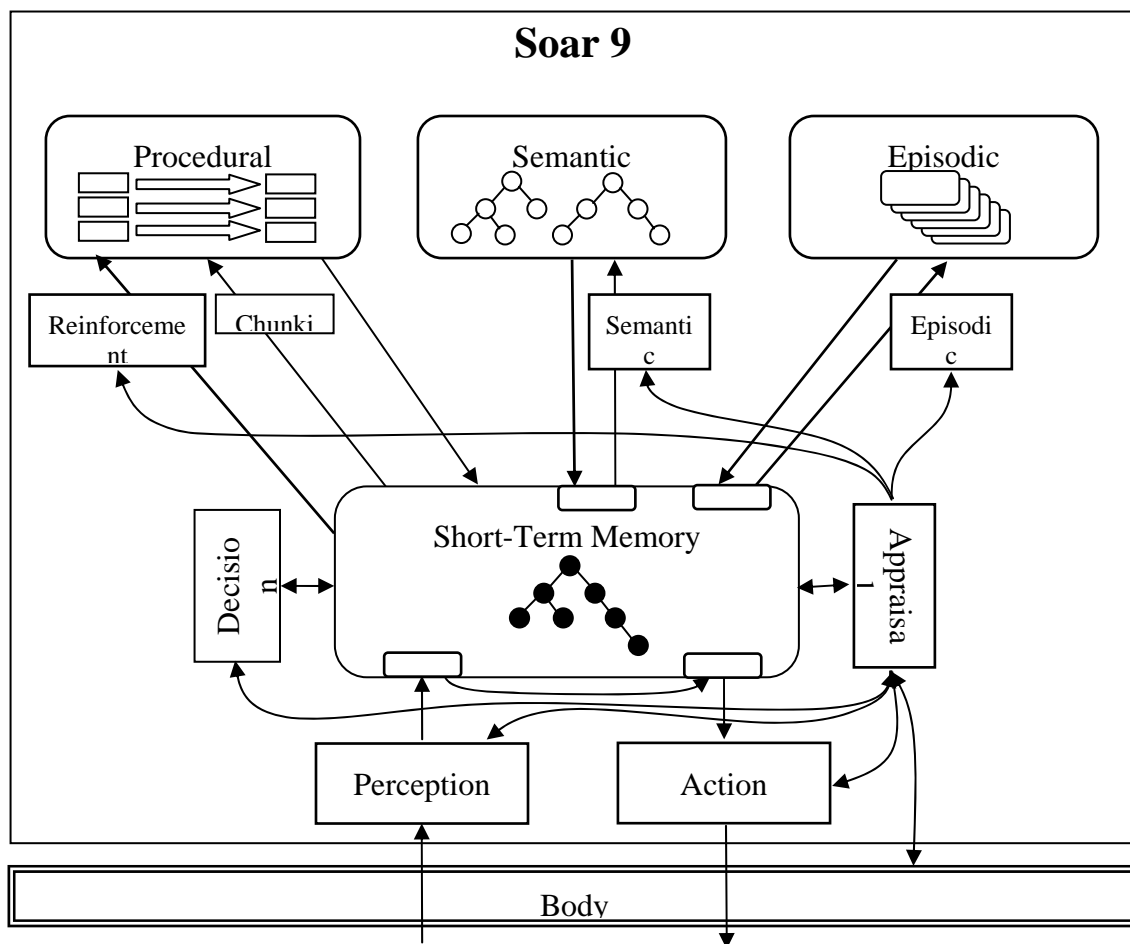 Soar 9
Procedural
Semantic
Episodic
Reinforceme
nt
Chunki
Semanti
c
Episodi
c
Short-Term Memory
Decisio
n
Appraisa
l
Perception
Action
Body